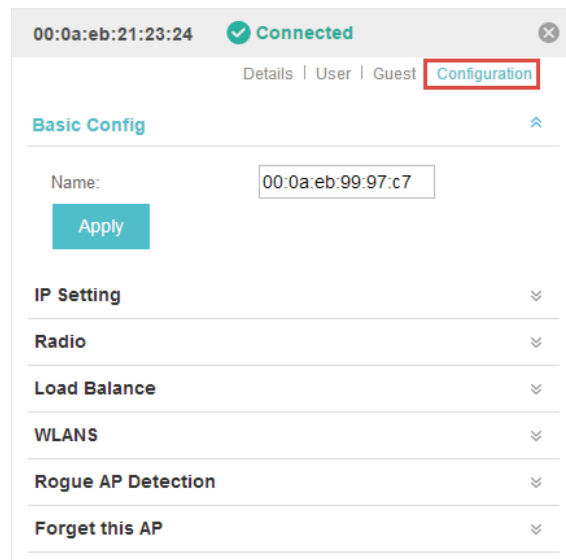 00:0a:eb:21:23:24 Connected
Details | User | Guest Configuration
Basic Config
Name: 00:0a:eb:99:97:c7
Apply
IP Setting
Radio
Load Balance
WLANS
Rogue AP Detection
Forget this AP